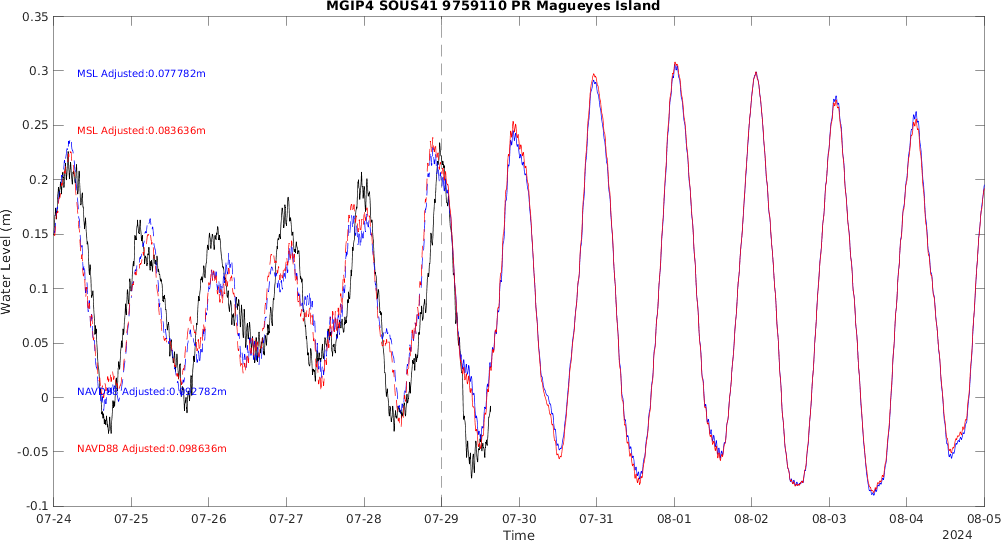 MGIP4 SOUS41 9759110 PR Magueyes Island
0.35
0.3
0.25
0.2
0.15
0.1
0.05
0
-0.05
-0.1
Water Level (m)
MSL Adjusted:0.077782m
MSL Adjusted:0.083636m
NAVD88 Adjusted:0.092782m
NAVD88 Adjusted:0.098636m
07-24 07-25 07-26 07-27 07-28 07-29 07-30 07-31 08-01 08-02 08-03 08-04 08-05
Time
2024